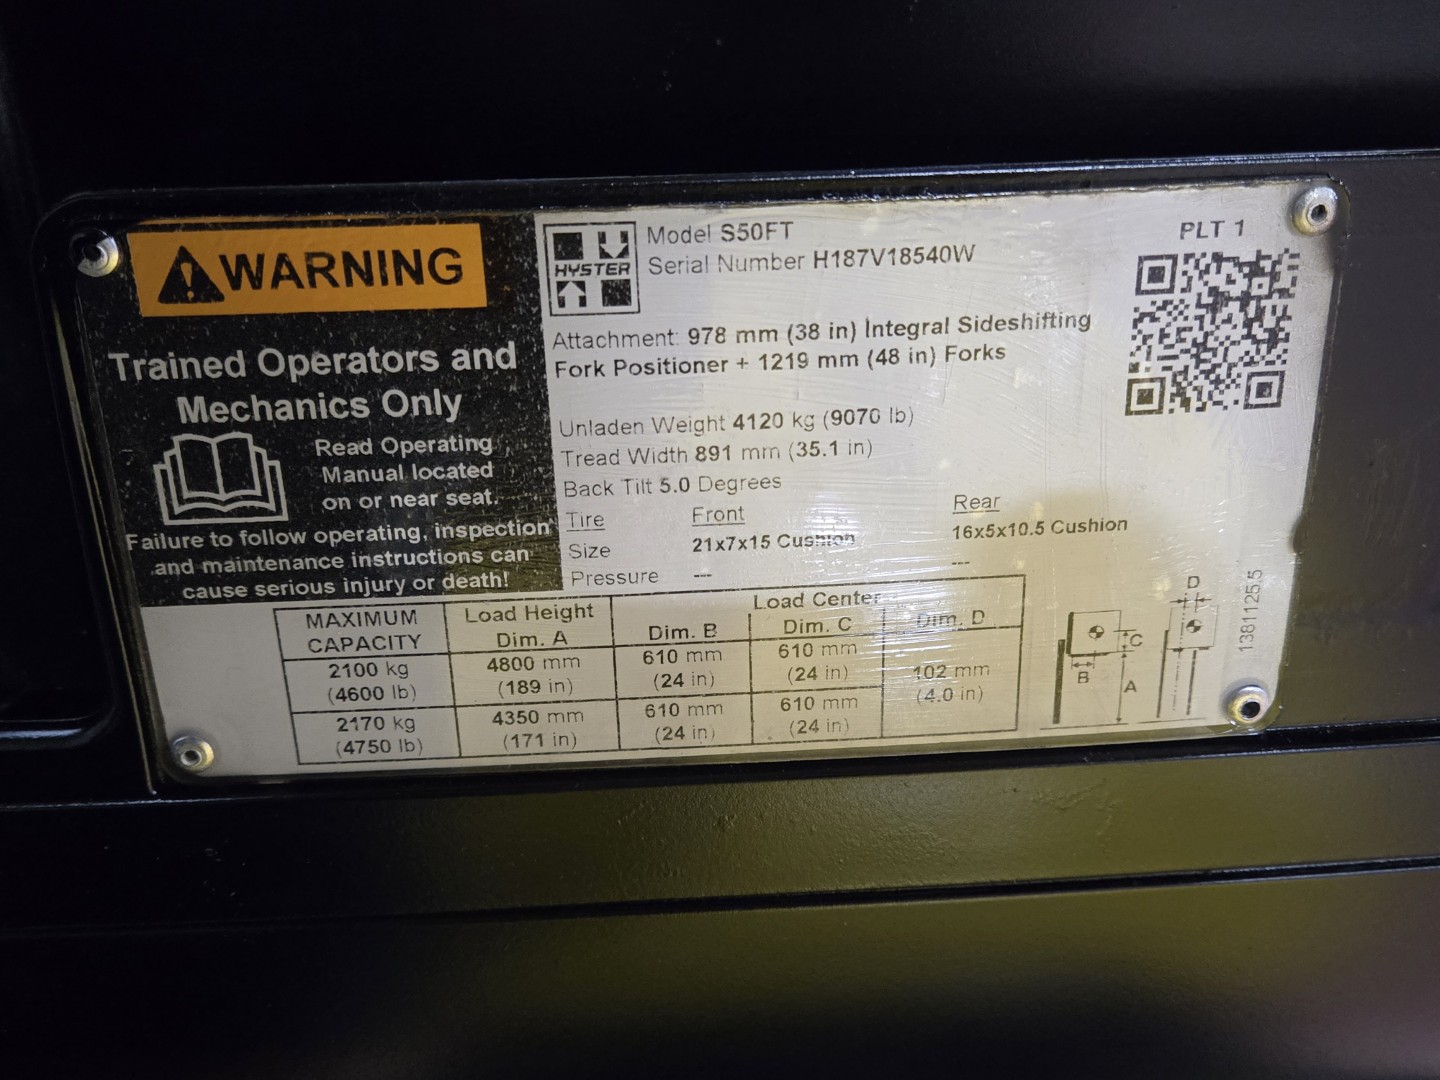 WARNING
Trained Operators and
Mechanics Only
Read Operating
Manual located
on or near seat.
Failure to follow operating, inspection
and maintenance instructions can
cause serious injury or death!
HYSTER
Model S50FT
Serial Number H187V18540W
PLT 1
Attachment: 978 mm (38 in) Integral Sideshifting
Fork Positioner + 1219 mm (48 in) Forks
Unladen Weight 4120 kg (9070 lb)
Tread Width 891 mm (35.1 in)
Back Tilt 5.0 Degrees
Tire Front Rear
Size 21x7x15 Cushion 16x5x10.5 Cushion
Pressure --- ---
MAXIMUM CAPACITY Load Height Dim. A Load Center Dim. B Dim. C Dim. D
2100 kg (4600 lb) 4800 mm (189 in) 610 mm (24 in) 610 mm (24 in) 102 mm (4.0 in)
2170 kg (4750 lb) 4350 mm (171 in) 610 mm (24 in) 610 mm (24 in)
D
C
B
A
13811255